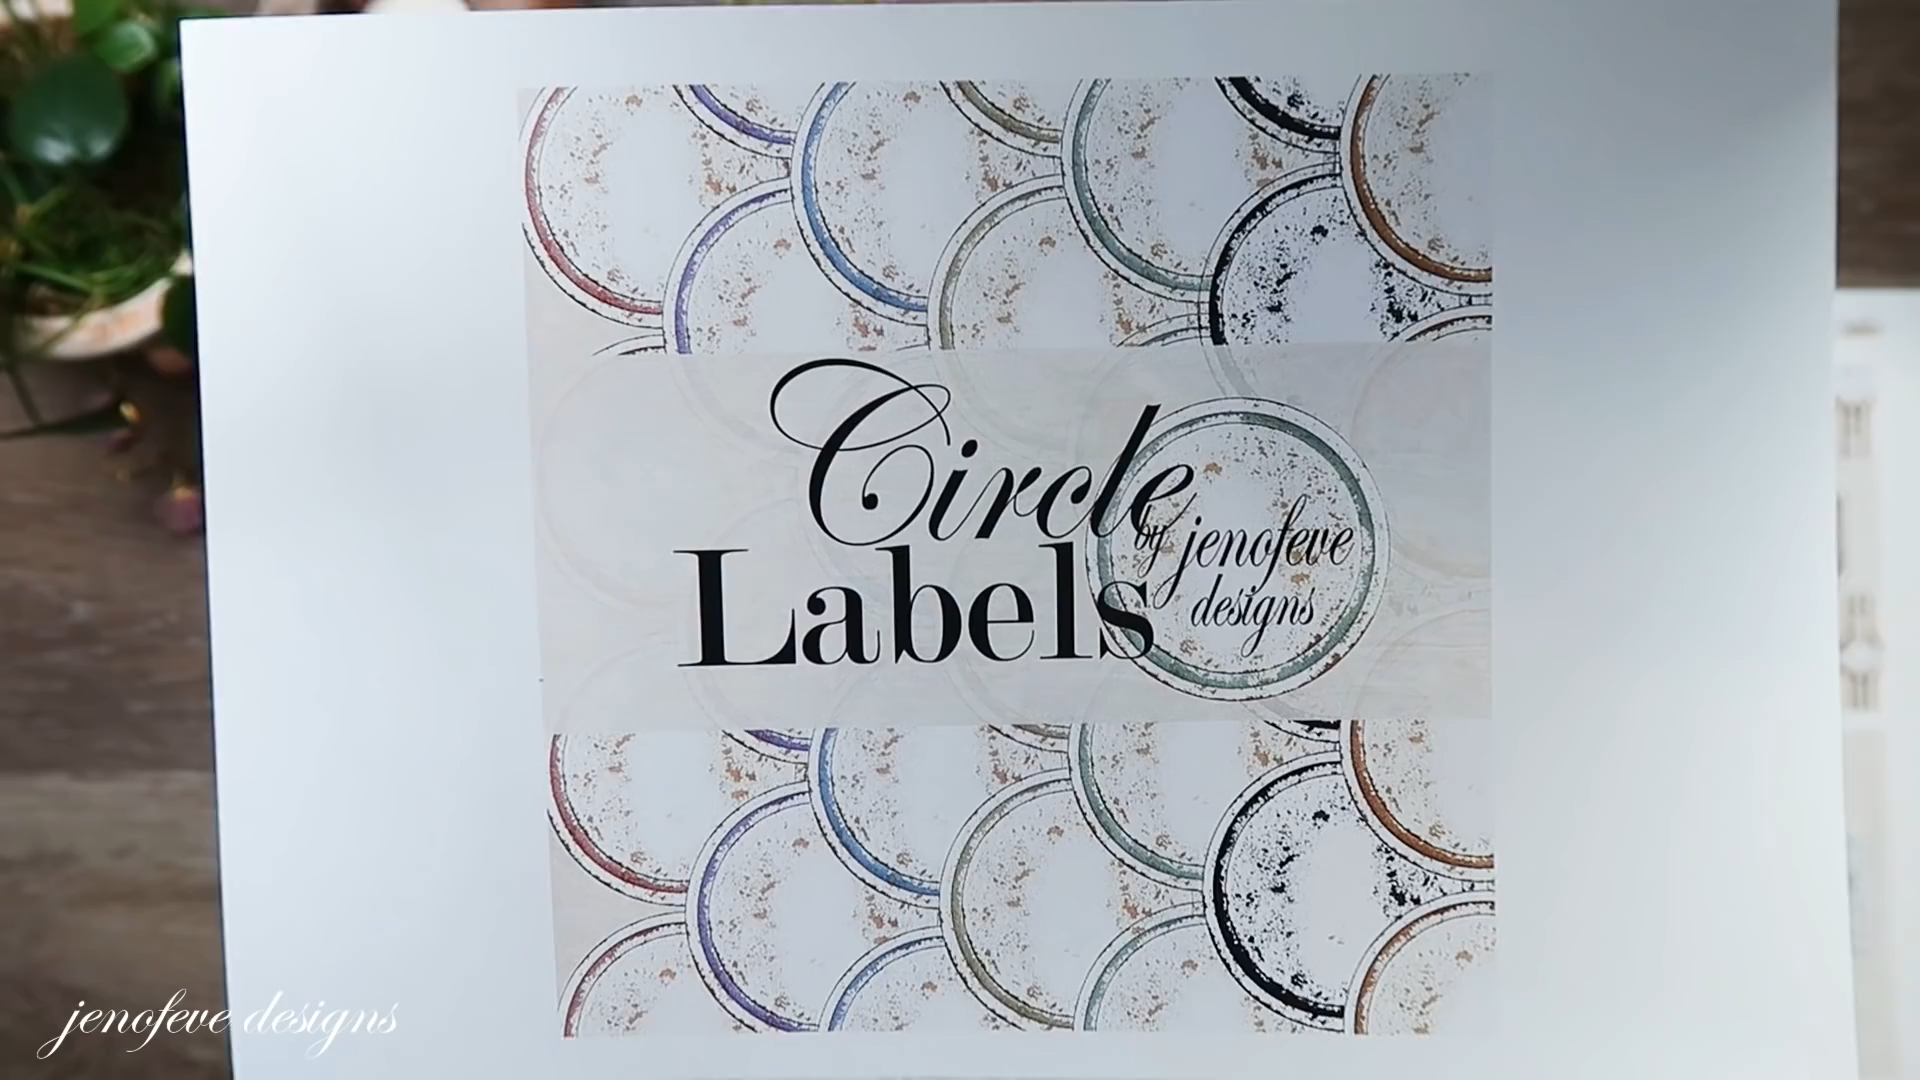 Circle
Labels
by jenofeve
designs
jenofeve designs